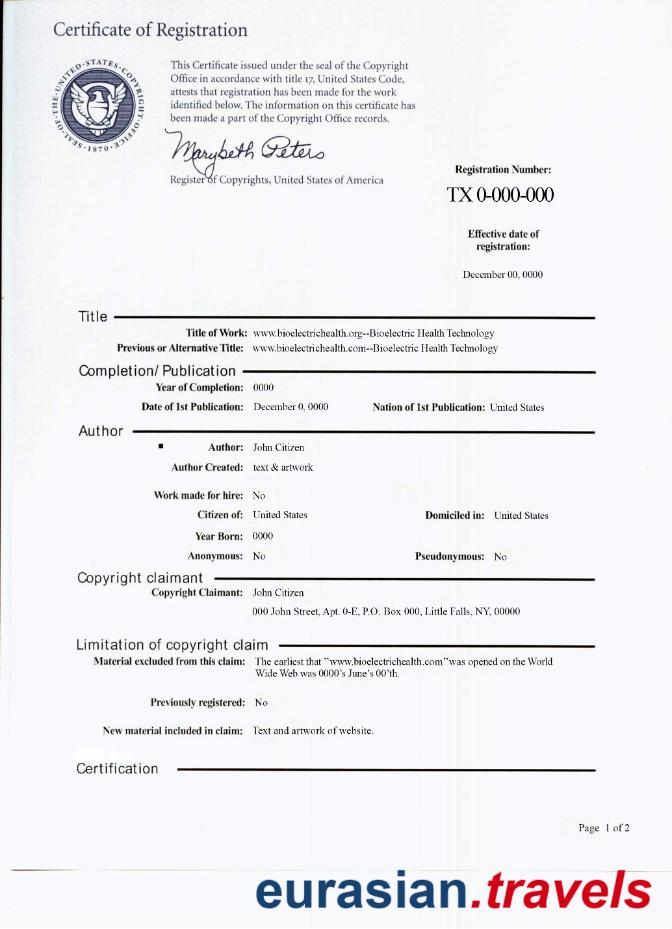 Certificate of Registration
This Certificate issued under the seal of the Copyright
Office in accordance with title 17, United States Code,
attests that registration has been made for the work
identified below. The information on this certificate has
been made a part of the Copyright Office records.
SEAL·OF·THE·UNITED·STATES·COPYRIGHT·OFFICE·
·1870·
Marybeth Peters
Register of Copyrights, United States of America
Registration Number:
TX 0-000-000
Effective date of
registration:
December 00, 0000
Title
Title of Work: www.bioelectrichealth.org--Bioelectric Health Technology
Previous or Alternative Title: www.bioelectrichealth.com--Bioelectric Health Technology
Completion/ Publication
Year of Completion: 0000
Date of 1st Publication: December 0, 0000 Nation of 1st Publication: United States
Author
Author: John Citizen
Author Created: text & artwork
Work made for hire: No
Citizen of: United States Domiciled in: United States
Year Born: 0000
Anonymous: No Pseudonymous: No
Copyright claimant
Copyright Claimant: John Citizen
000 John Street, Apt. 0-E, P.O. Box 000, Little Falls, NY, 00000
Limitation of copyright claim
Material excluded from this claim: The earliest that "www.bioelectrichealth.com"was opened on the World
Wide Web was 0000's June's 00'th.
Previously registered: No
New material included in claim: Text and artwork of website.
Certification
Page 1 of 2
eurasian.travels